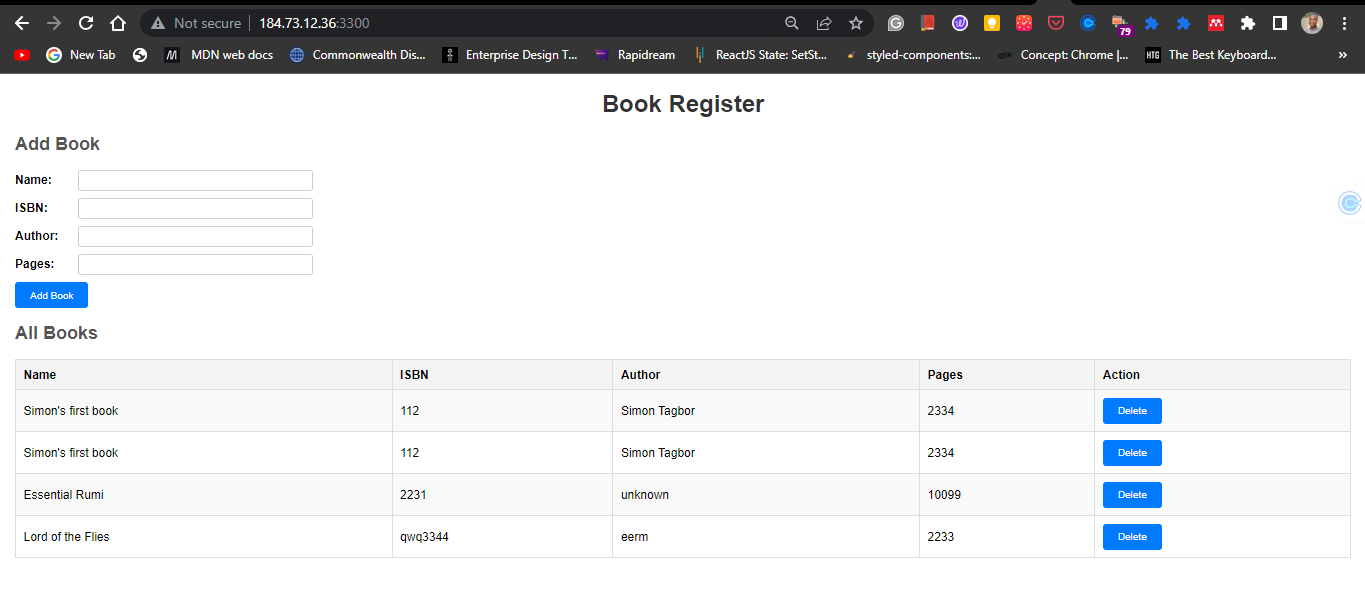 Not secure 184.73.12.36:3300
79
New Tab MDN web docs Commonwealth Dis... Enterprise Design T... Rapidream ReactJS State: SetSt... styled-components:... Concept: Chrome |... HTG The Best Keyboard... »
Book Register
Add Book
Name:
ISBN:
Author:
Pages:
Add Book
All Books
Name ISBN Author Pages Action
Simon's first book 112 Simon Tagbor 2334 Delete
Simon's first book 112 Simon Tagbor 2334 Delete
Essential Rumi 2231 unknown 10099 Delete
Lord of the Flies qwq3344 eerm 2233 Delete